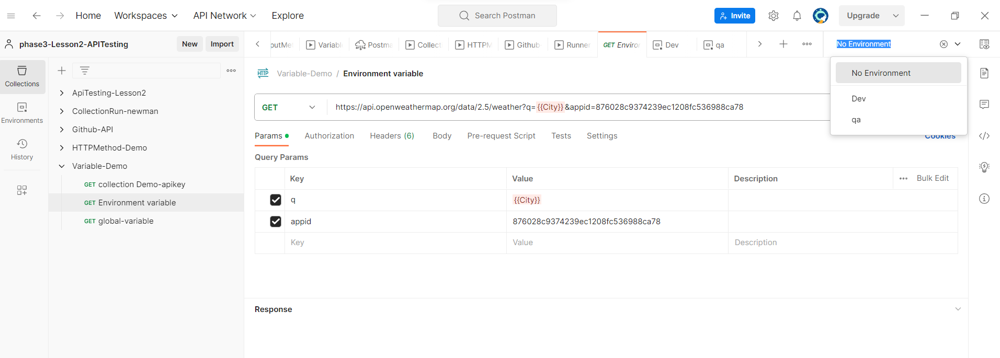 Home Workspaces API Network Explore Search Postman Invite Upgrade
phase3-Lesson2-APITesting New Import
Variabl Postma Collect HTTPM Github Runner GET Enviror Dev qa No Environment
Collections
Environments
History
ApiTesting-Lesson2
CollectionRun-newman
Github-API
HTTPMethod-Demo
Variable-Demo
GET collection Demo-apikey
GET Environment variable
GET global-variable
HTTP Variable-Demo / Environment variable
No Environment
Dev
qa
GET https://api.openweathermap.org/data/2.5/weather?q={{City}}&appid=876028c9374239ec1208fc536988ca78
Params Authorization Headers (6) Body Pre-request Script Tests Settings Cookies
Query Params
Key Value Description Bulk Edit
q {{City}}
appid 876028c9374239ec1208fc536988ca78
Key Value Description
Response